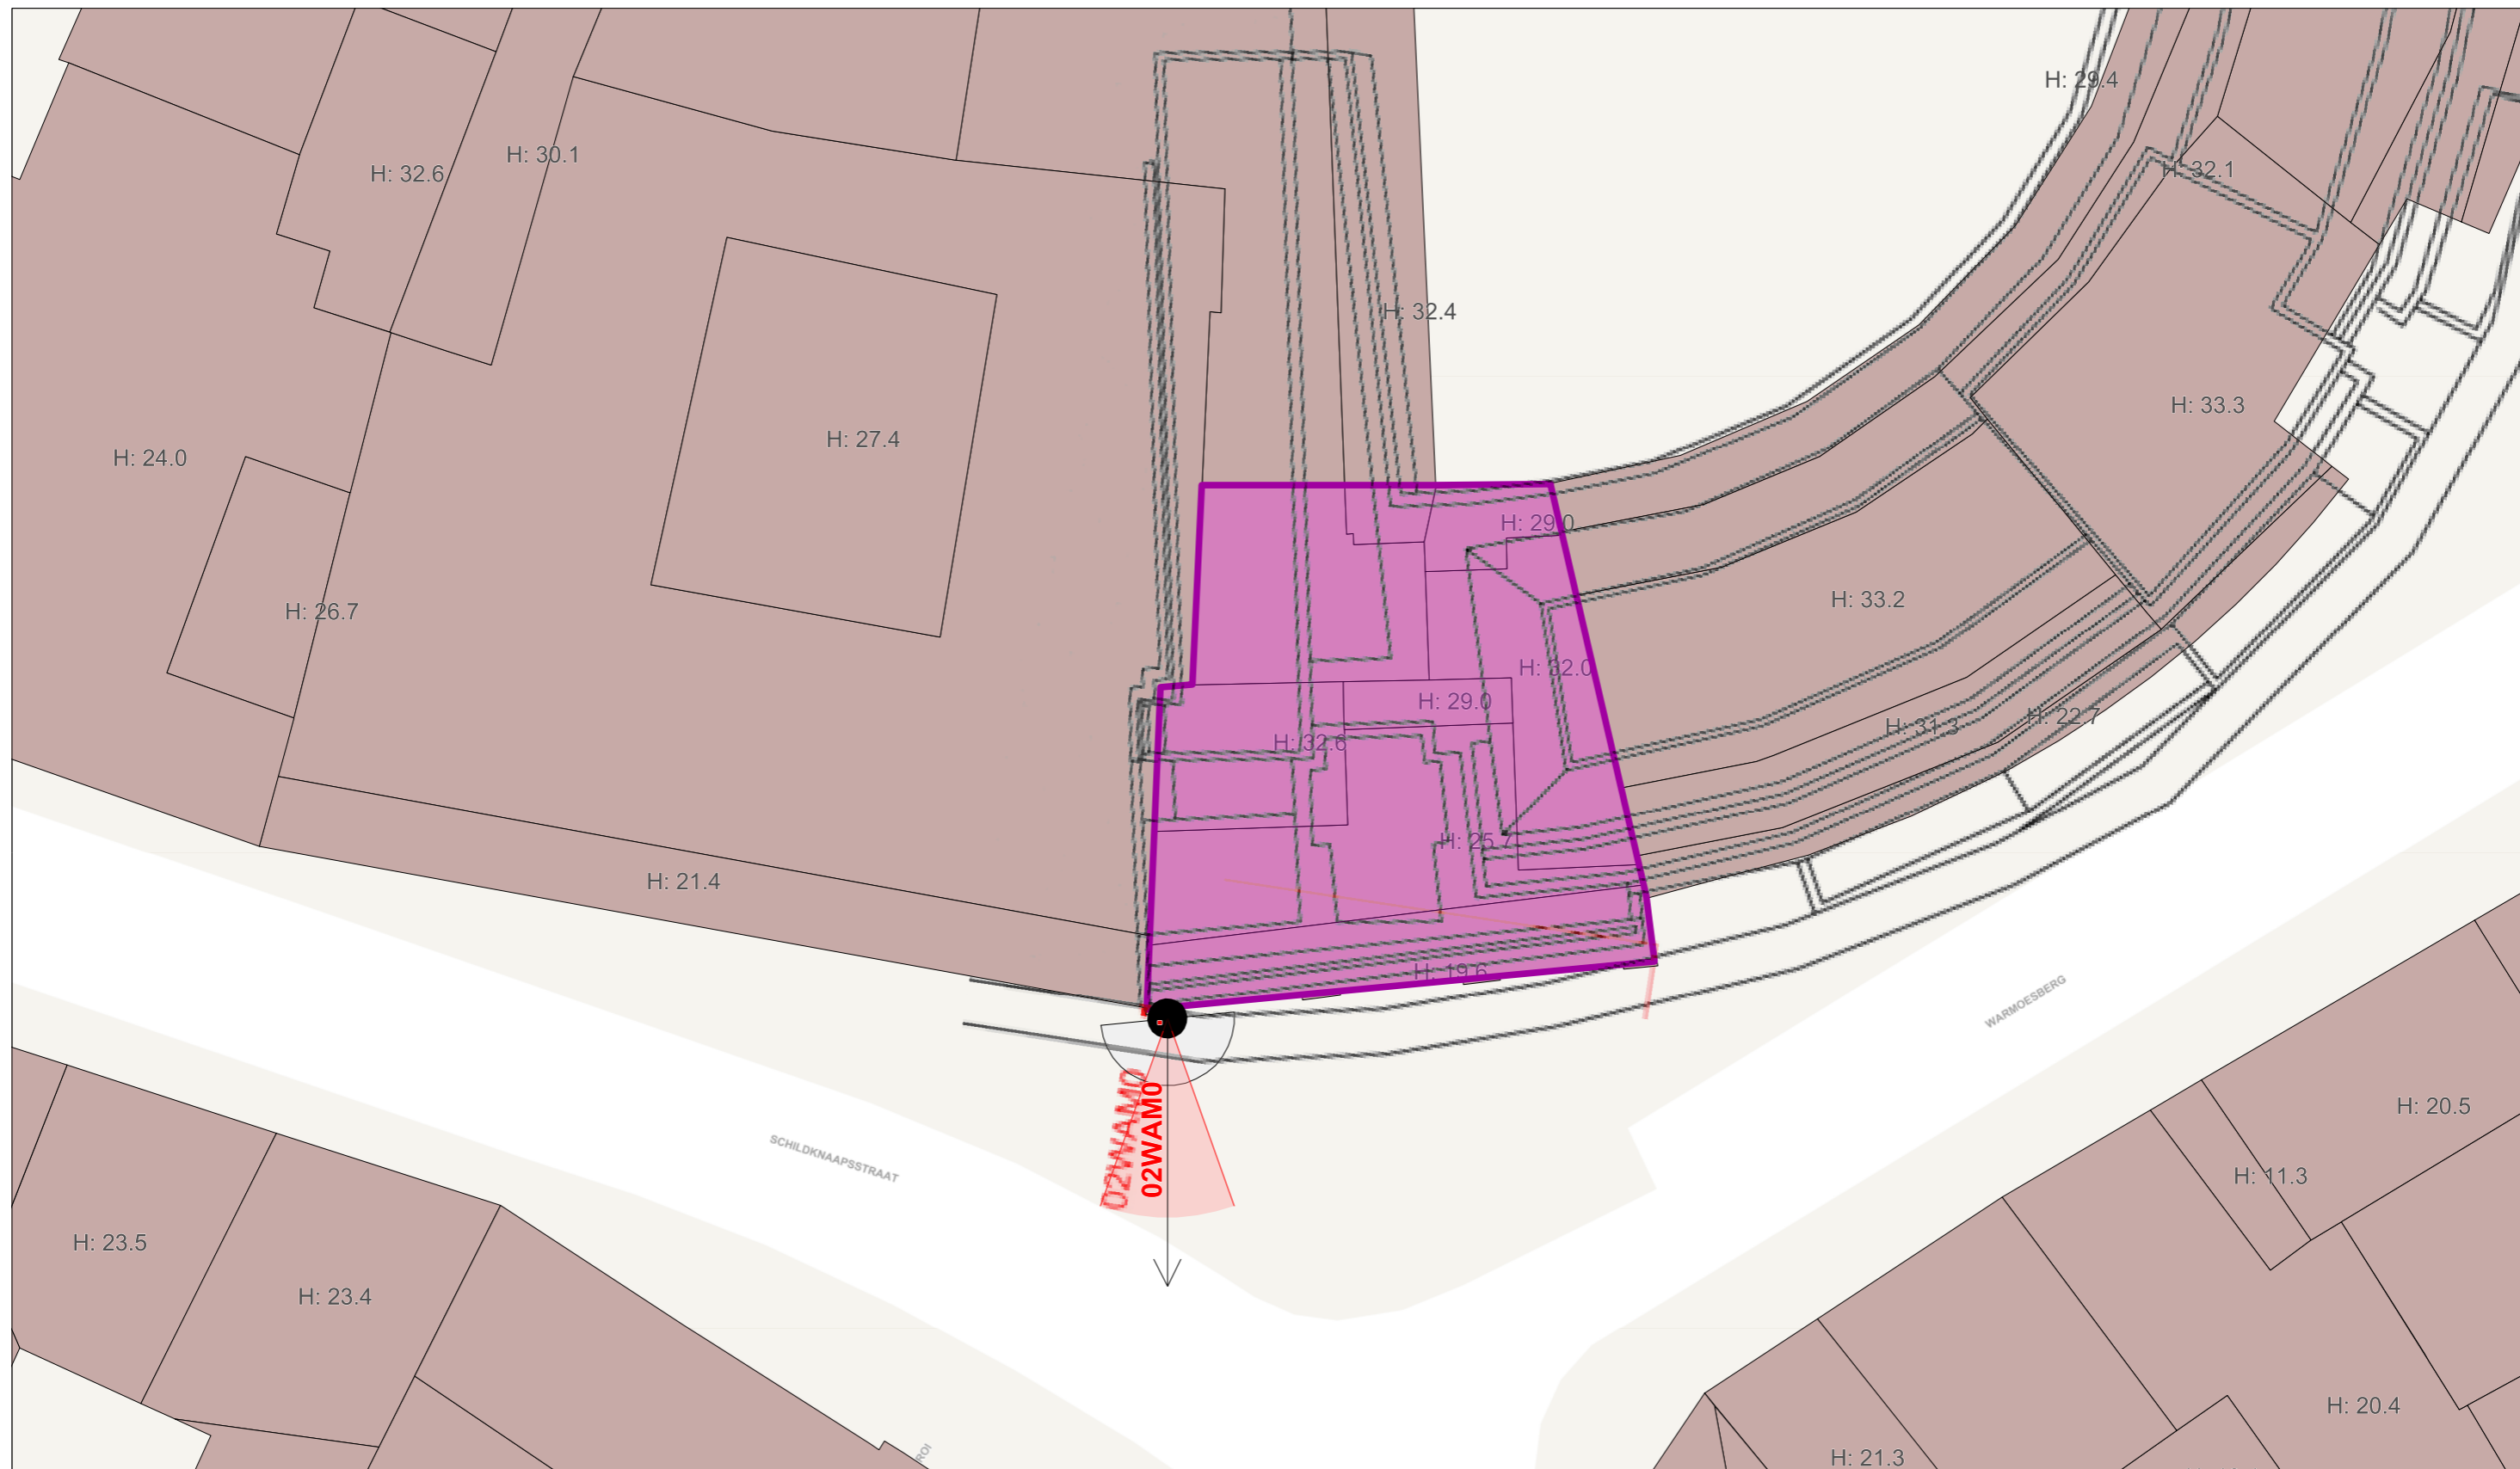 H: 29.4
H: 30.1
H: 32.6
H: 32.1
H: 32.4
H: 33.3
H: 27.4
H: 24.0
H: 29.0
H: 33.2
H: 26.7
H: 32.0
H: 29.0
H: 22.7
H: 31.3
H: 32.6
H: 25.7
H: 21.4
H: 19.6
WARMOESBERG
02WAM0
02WAM0
H: 20.5
SCHILDKNAAPSSTRAAT
H: 11.3
H: 23.5
H: 23.4
H: 20.4
ROI
H: 21.3